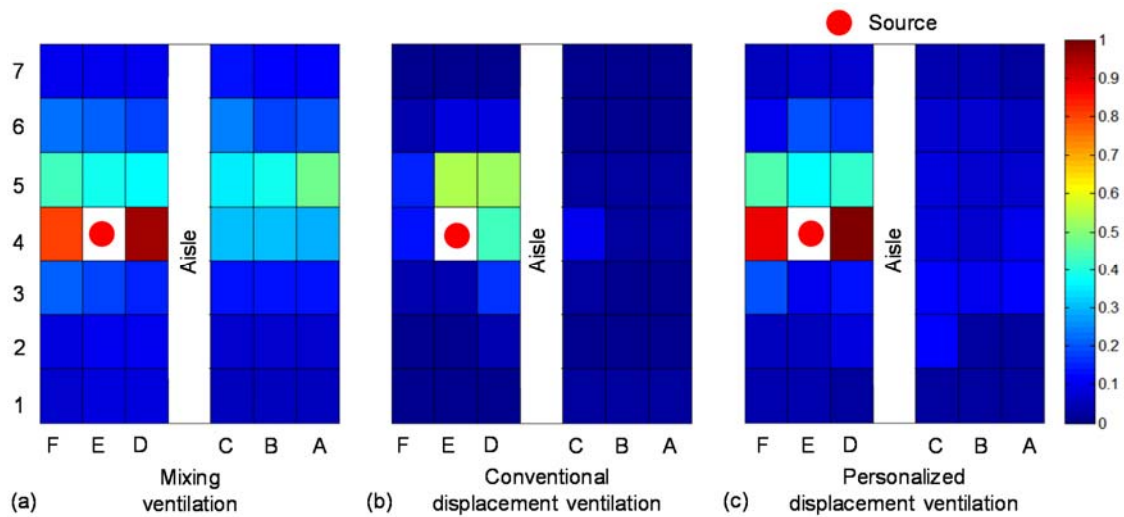 Source
7
6
5
4
3
2
1
Aisle
F E D C B A
Mixing
ventilation
(a)
Aisle
F E D C B A
Conventional
displacement ventilation
(b)
Aisle
F E D C B A
Personalized
displacement ventilation
(c)
1
0.9
0.8
0.7
0.6
0.5
0.4
0.3
0.2
0.1
0